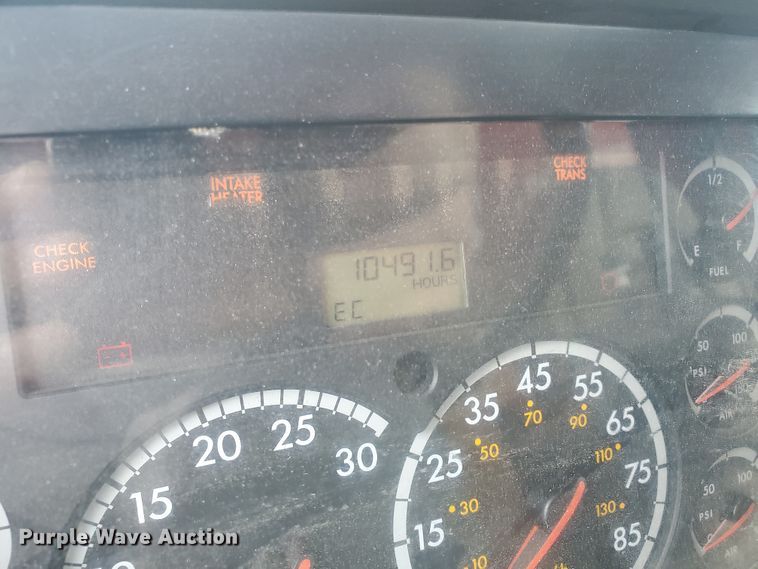 CHECK
ENGINE
INTAKE
HEATER
CHECK
TRANS
10491.6
HOURS
EC
1/2
E F
FUEL
50 100
PSI
AIR
50 100
PSI
AIR
15 20 25 30
15 25 35 45 55 65 75 85
10 30 50 70 90 110 130
Purple Wave Auction